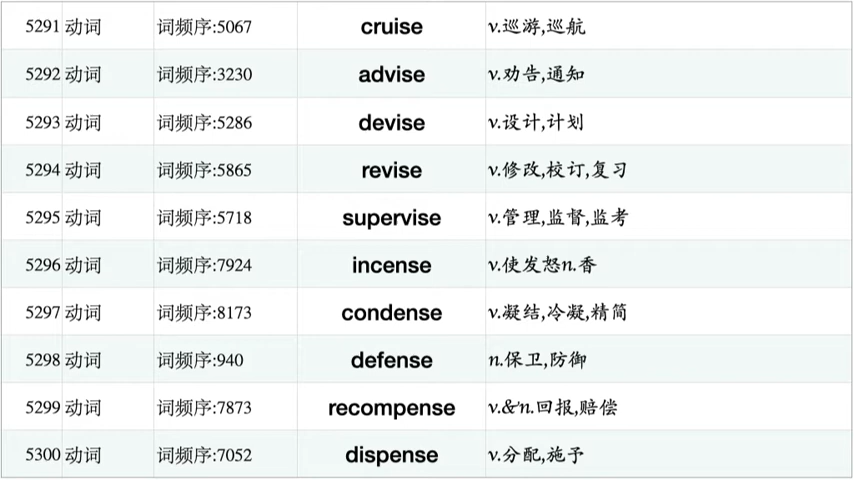 5291 动词 词频序:5067 cruise v.巡游,巡航
5292 动词 词频序:3230 advise v.劝告,通知
5293 动词 词频序:5286 devise v.设计,计划
5294 动词 词频序:5865 revise v.修改,校订,复习
5295 动词 词频序:5718 supervise v.管理,监督,监考
5296 动词 词频序:7924 incense v.使发怒n.香
5297 动词 词频序:8173 condense v.凝结,冷凝,精简
5298 动词 词频序:940 defense n.保卫,防御
5299 动词 词频序:7873 recompense v.&n.回报,赔偿
5300 动词 词频序:7052 dispense v.分配,施予